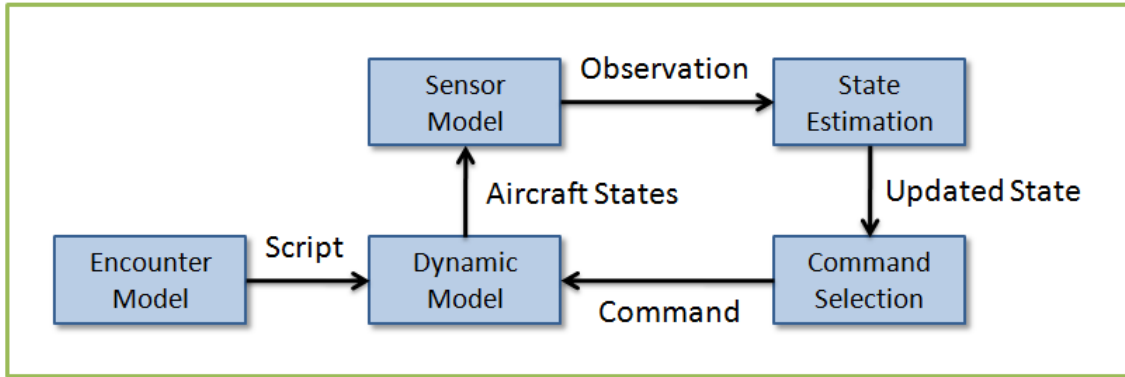 Sensor
Model
Observation
State
Estimation
Aircraft States
Updated State
Encounter
Model
Script
Dynamic
Model
Command
Command
Selection